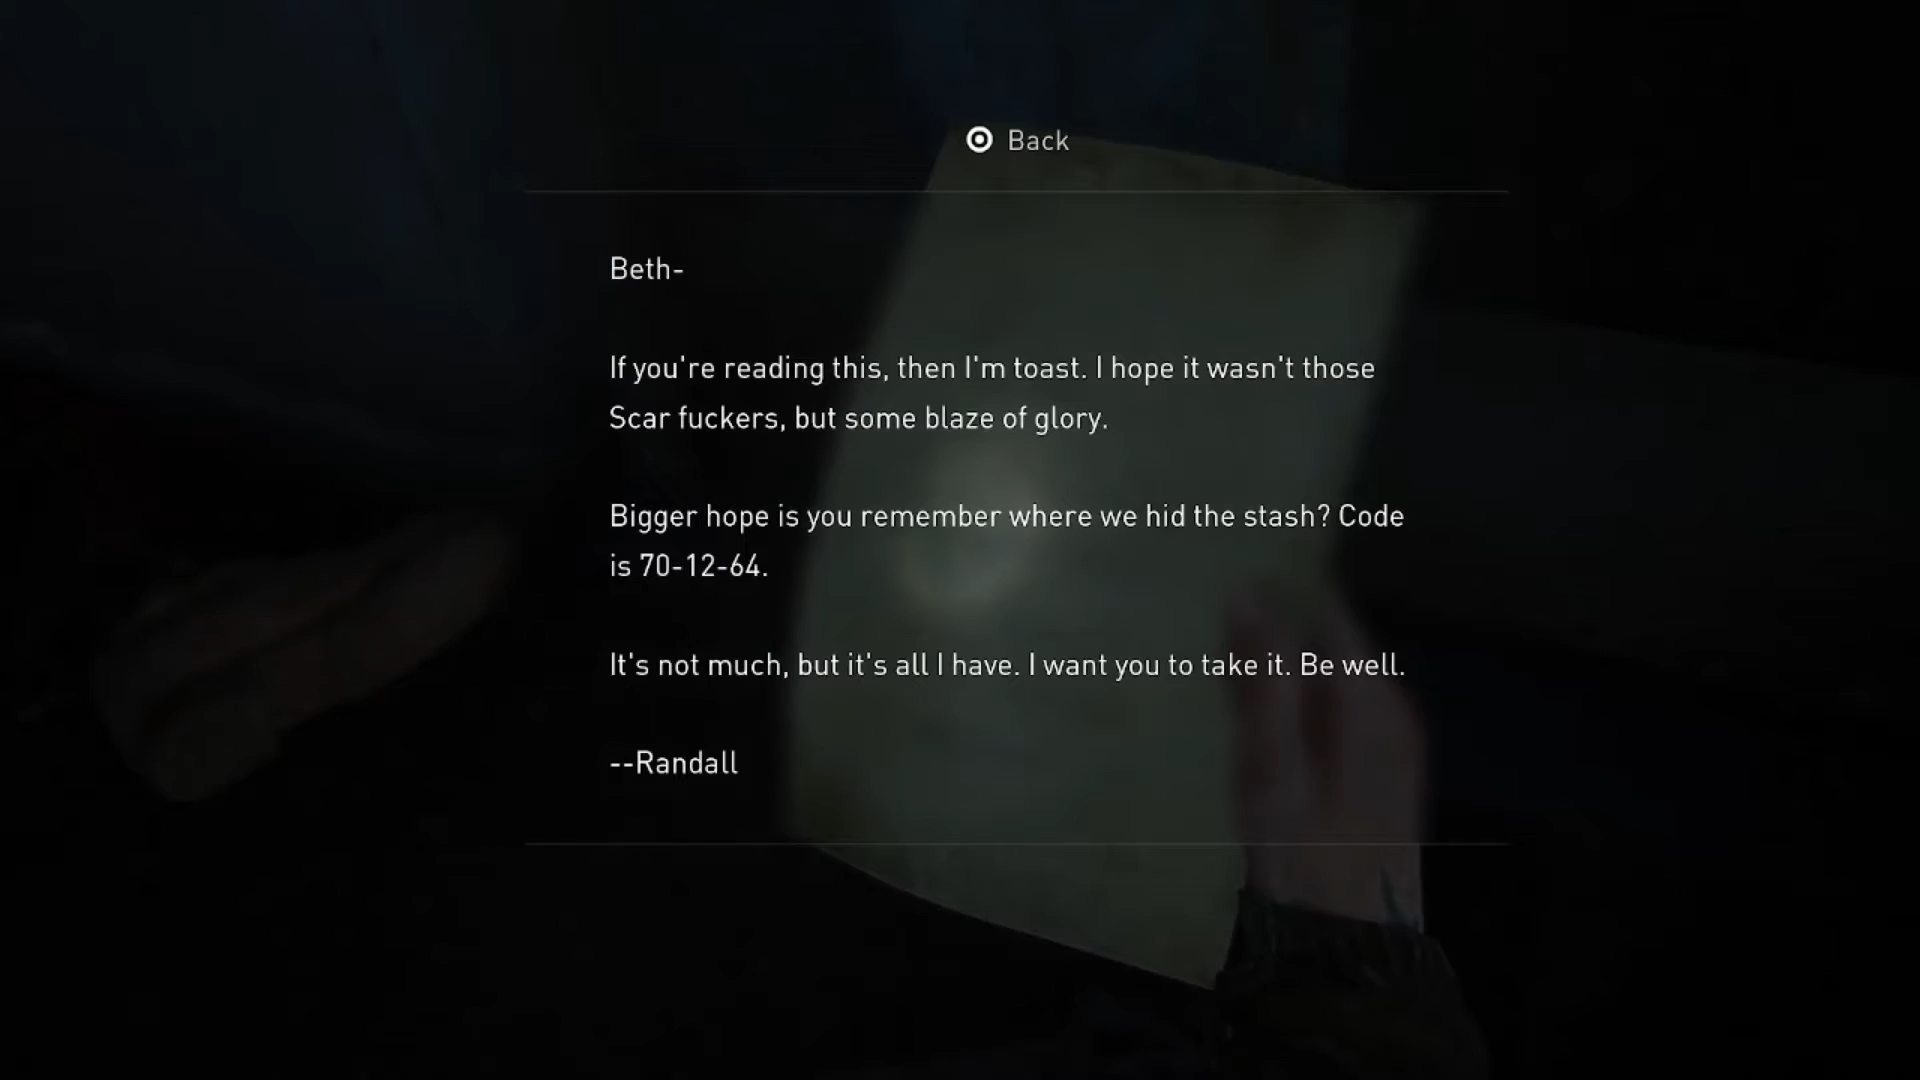 Back
Beth-
If you're reading this, then I'm toast. I hope it wasn't those
Scar fuckers, but some blaze of glory.
Bigger hope is you remember where we hid the stash? Code
is 70-12-64.
It's not much, but it's all I have. I want you to take it. Be well.
--Randall